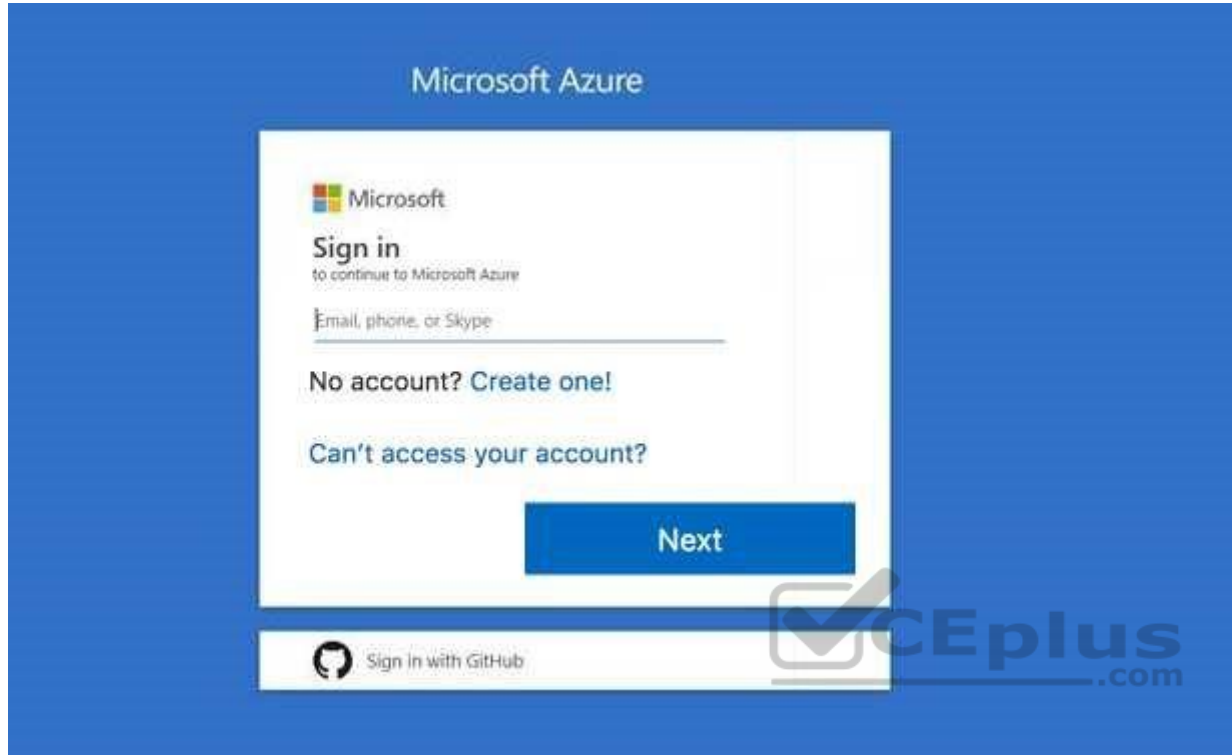 Microsoft Azure
Microsoft
Sign in
to continue to Microsoft Azure
Email, phone, or Skype
No account? Create one!
Can't access your account?
Next
Sign in with GitHub
CEplus
.com